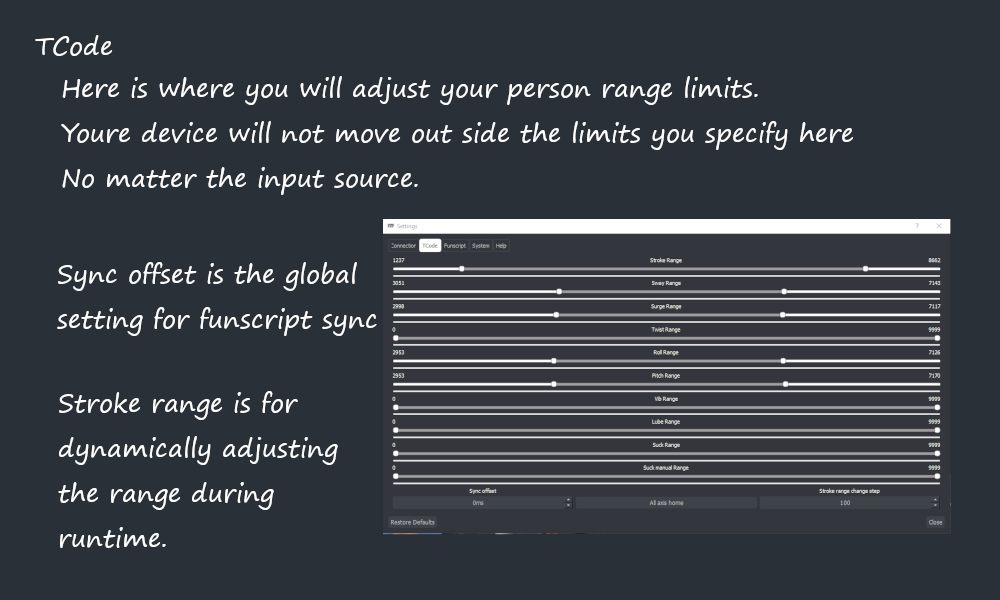 TCode
Here is where you will adjust your person range limits.
Youre device will not move out side the limits you specify here
No matter the input source.
Sync offset is the global
setting for funscript sync
Stroke range is for
dynamically adjusting
the range during
runtime.
Settings ? ×
Connection TCode Funscript System Help
1237 Stroke Range 8662
3051 Sway Range 7143
2998 Surge Range 7117
0 Twist Range 9999
2953 Roll Range 7126
2953 Pitch Range 7170
0 Vib Range 9999
0 Lube Range 9999
0 Suck Range 9999
0 Suck manual Range 9999
Sync offset Stroke range change step
0ms All axis home 100
Restore Defaults Close